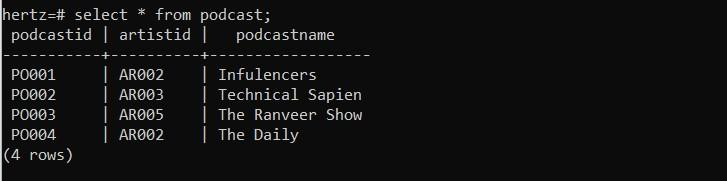 hertz=# select * from podcast;
 podcastid | artistid |   podcastname
-----------+----------+------------------
 PO001     | AR002    | Infulencers
 PO002     | AR003    | Technical Sapien
 PO003     | AR005    | The Ranveer Show
 PO004     | AR002    | The Daily
(4 rows)